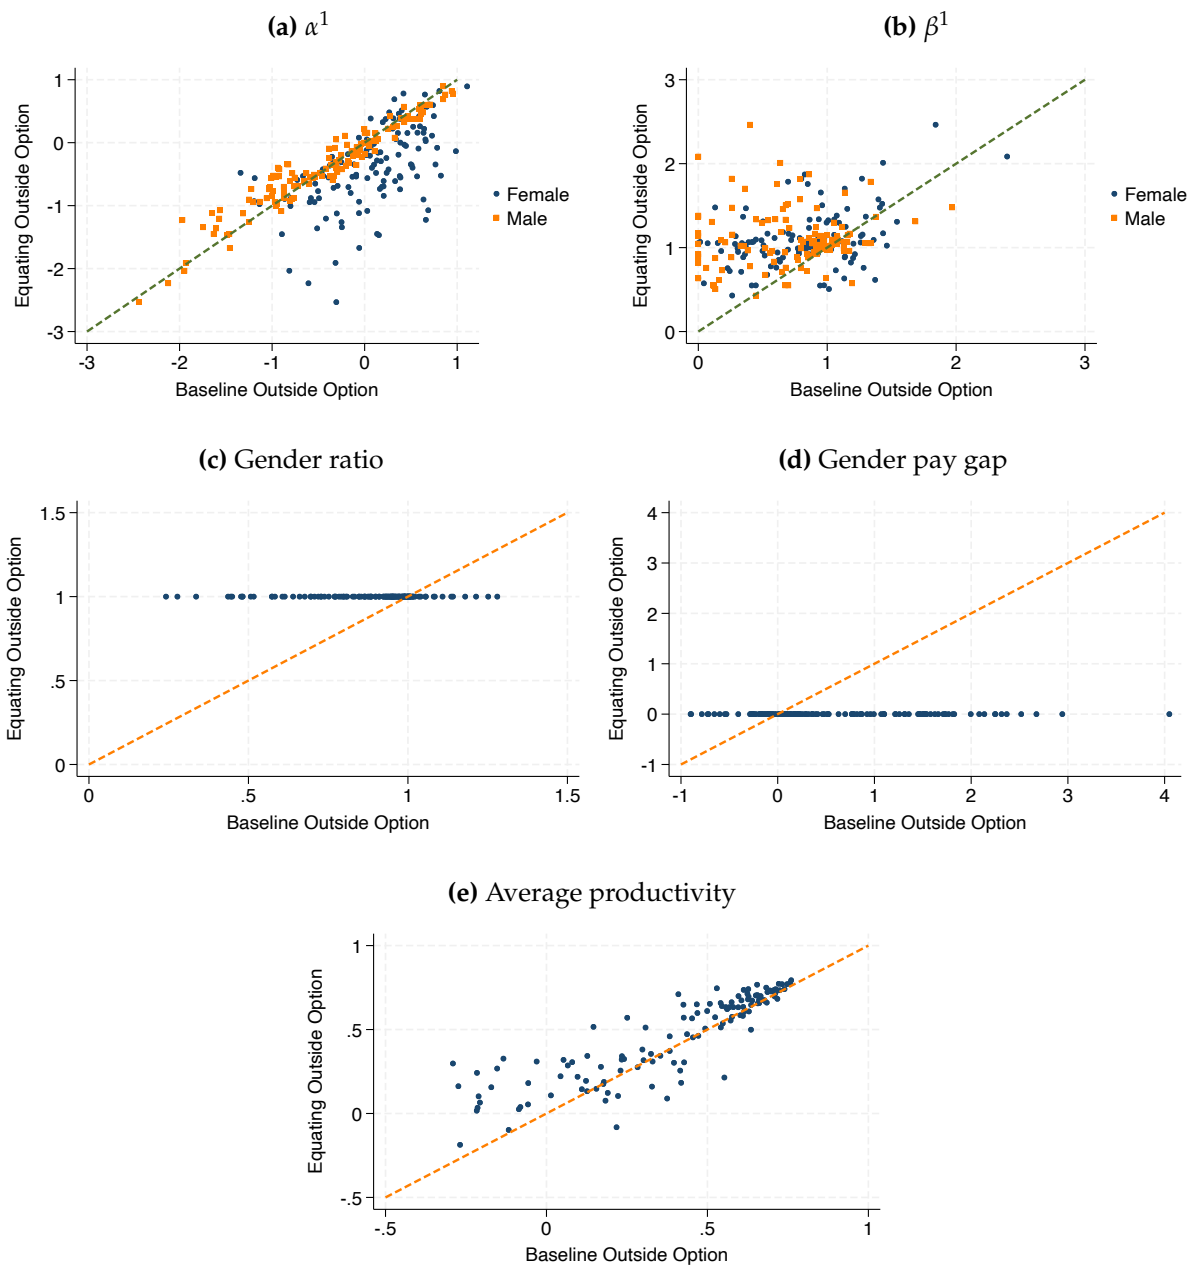 (a) α¹
1
0
-1
-2
-3
-3 -2 -1 0 1
Equating Outside Option
Baseline Outside Option
Female
Male
(b) β¹
3
2
1
0
0 1 2 3
Equating Outside Option
Baseline Outside Option
Female
Male
(c) Gender ratio
1.5
1
.5
0
0 .5 1 1.5
Equating Outside Option
Baseline Outside Option
(d) Gender pay gap
4
3
2
1
0
-1
-1 0 1 2 3 4
Equating Outside Option
Baseline Outside Option
(e) Average productivity
1
.5
0
-.5
-.5 0 .5 1
Equating Outside Option
Baseline Outside Option